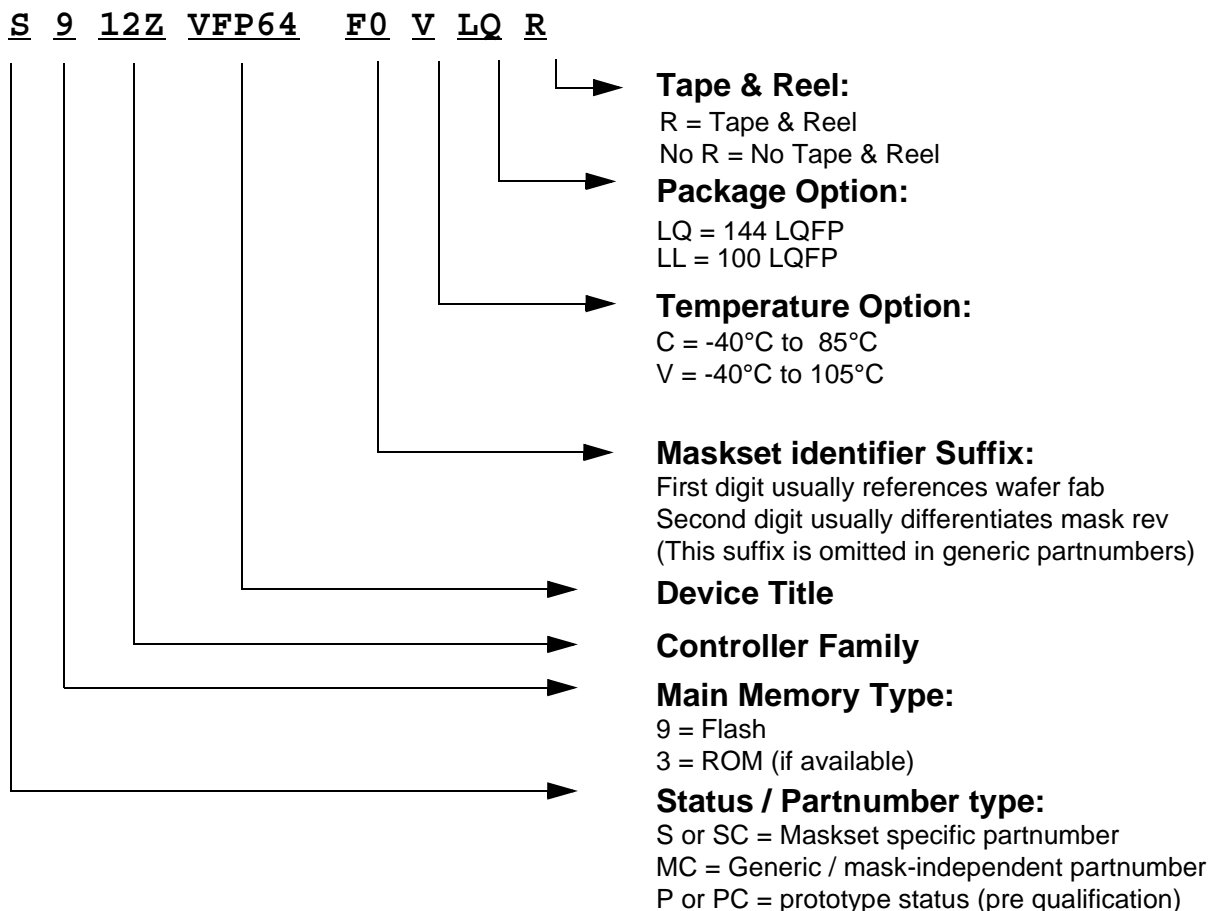 S 9 12Z VFP64 F0 V LQ R
Tape & Reel:
R = Tape & Reel
No R = No Tape & Reel
Package Option:
LQ = 144 LQFP
LL = 100 LQFP
Temperature Option:
C = -40°C to 85°C
V = -40°C to 105°C
Maskset identifier Suffix:
First digit usually references wafer fab
Second digit usually differentiates mask rev
(This suffix is omitted in generic partnumbers)
Device Title
Controller Family
Main Memory Type:
9 = Flash
3 = ROM (if available)
Status / Partnumber type:
S or SC = Maskset specific partnumber
MC = Generic / mask-independent partnumber
P or PC = prototype status (pre qualification)